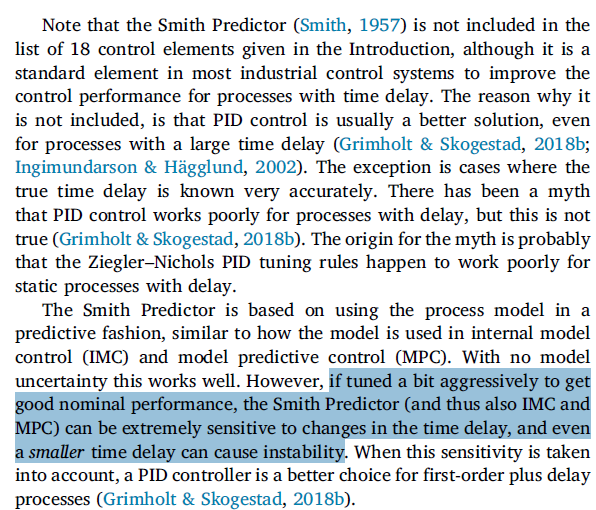 Note that the Smith Predictor (Smith, 1957) is not included in the
list of 18 control elements given in the Introduction, although it is a
standard element in most industrial control systems to improve the
control performance for processes with time delay. The reason why it
is not included, is that PID control is usually a better solution, even
for processes with a large time delay (Grimholt & Skogestad, 2018b;
Ingimundarson & Hägglund, 2002). The exception is cases where the
true time delay is known very accurately. There has been a myth
that PID control works poorly for processes with delay, but this is not
true (Grimholt & Skogestad, 2018b). The origin for the myth is probably
that the Ziegler–Nichols PID tuning rules happen to work poorly for
static processes with delay.
The Smith Predictor is based on using the process model in a
predictive fashion, similar to how the model is used in internal model
control (IMC) and model predictive control (MPC). With no model
uncertainty this works well. However, if tuned a bit aggressively to get
good nominal performance, the Smith Predictor (and thus also IMC and
MPC) can be extremely sensitive to changes in the time delay, and even
a smaller time delay can cause instability. When this sensitivity is taken
into account, a PID controller is a better choice for first-order plus delay
processes (Grimholt & Skogestad, 2018b).